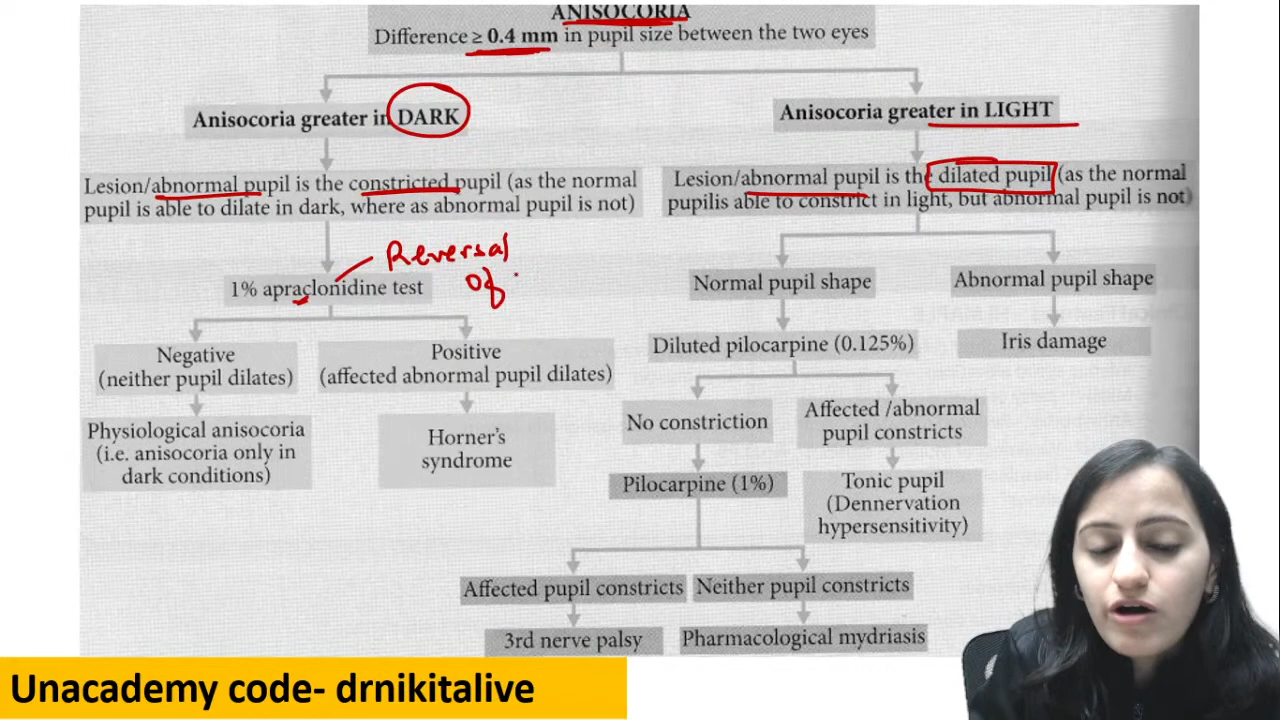 ANISOCORIA
Difference ≥ 0.4 mm in pupil size between the two eyes
Anisocoria greater in DARK
Anisocoria greater in LIGHT
Lesion/abnormal pupil is the constricted pupil (as the normal
pupil is able to dilate in dark, where as abnormal pupil is not)
Lesion/abnormal pupil is the dilated pupil (as the normal
pupilis able to constrict in light, but abnormal pupil is not)
Reversal
of
1% apraclonidine test
Normal pupil shape
Abnormal pupil shape
Negative
(neither pupil dilates)
Positive
(affected abnormal pupil dilates)
Diluted pilocarpine (0.125%)
Iris damage
Physiological anisocoria
(i.e. anisocoria only in
dark conditions)
Horner's
syndrome
No constriction
Affected /abnormal
pupil constricts
Pilocarpine (1%)
Tonic pupil
(Dennervation
hypersensitivity)
Affected pupil constricts
Neither pupil constricts
3rd nerve palsy
Pharmacological mydriasis
Unacademy code- drnikitalive